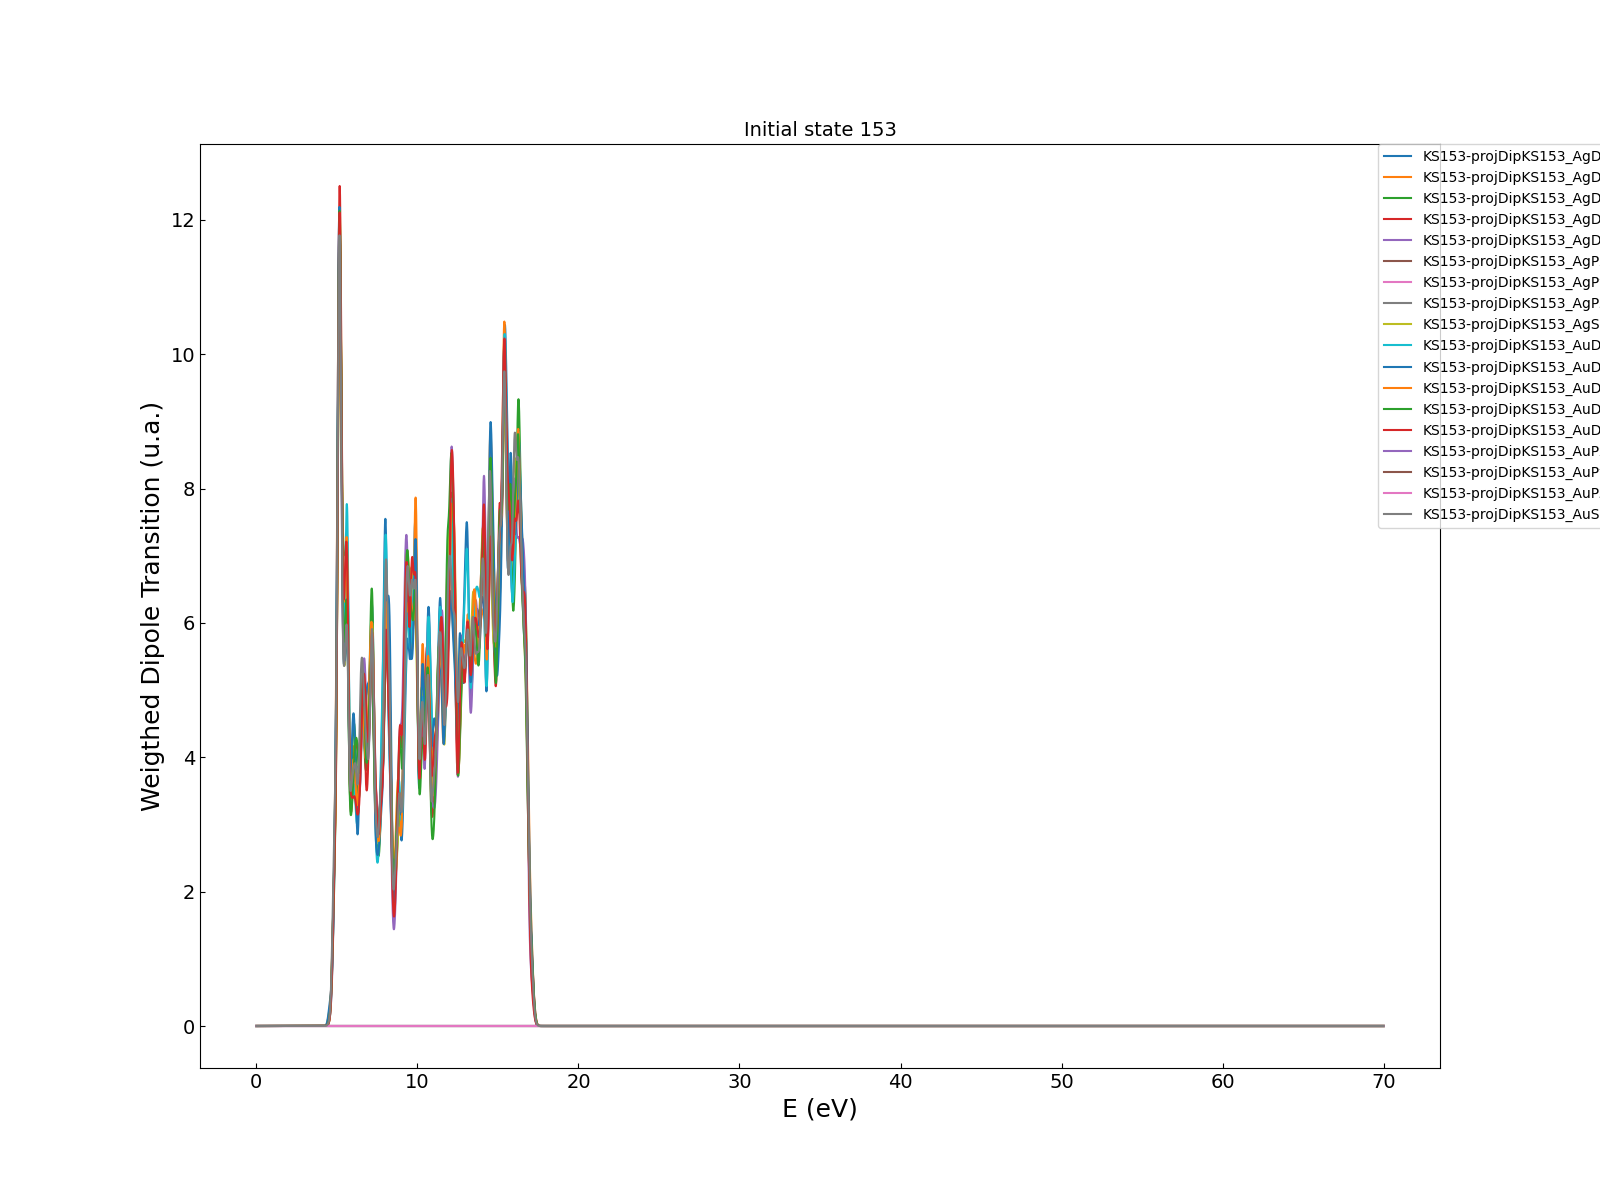 Initial state 153
Weigthed Dipole Transition (u.a.)
12
10
8
6
4
2
0
0 10 20 30 40 50 60 70
E (eV)
KS153-projDipKS153_AgD
KS153-projDipKS153_AgD
KS153-projDipKS153_AgD
KS153-projDipKS153_AgD
KS153-projDipKS153_AgD
KS153-projDipKS153_AgP
KS153-projDipKS153_AgP
KS153-projDipKS153_AgP
KS153-projDipKS153_AgS
KS153-projDipKS153_AuD
KS153-projDipKS153_AuD
KS153-projDipKS153_AuD
KS153-projDipKS153_AuD
KS153-projDipKS153_AuD
KS153-projDipKS153_AuP
KS153-projDipKS153_AuP
KS153-projDipKS153_AuP
KS153-projDipKS153_AuS